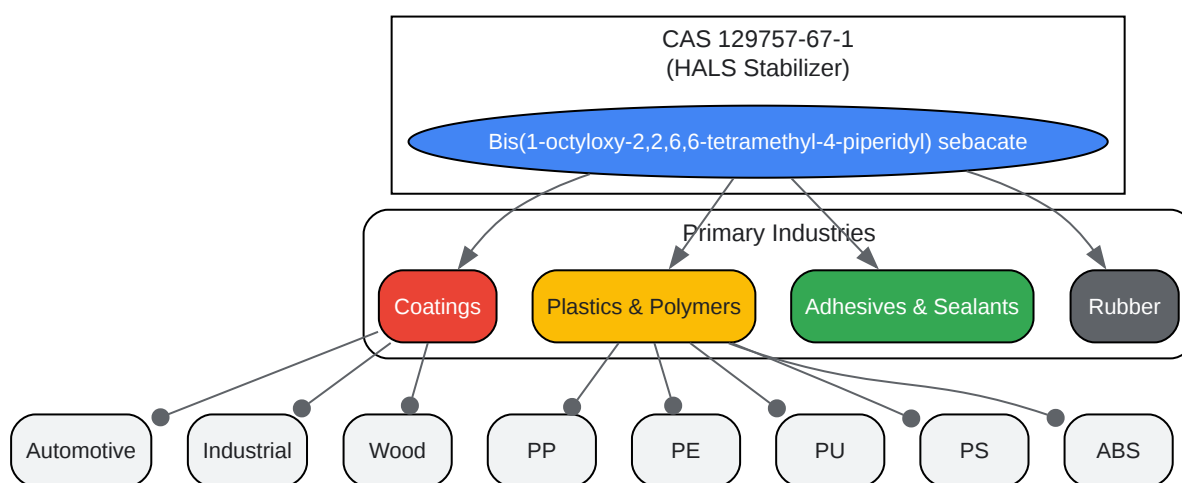 CAS 129757-67-1
(HALS Stabilizer)
Bis(1-octyloxy-2,2,6,6-tetramethyl-4-piperidyl) sebacate
Primary Industries
Coatings
Plastics & Polymers
Adhesives & Sealants
Rubber
Automotive
Industrial
Wood
PP
PE
PU
PS
ABS